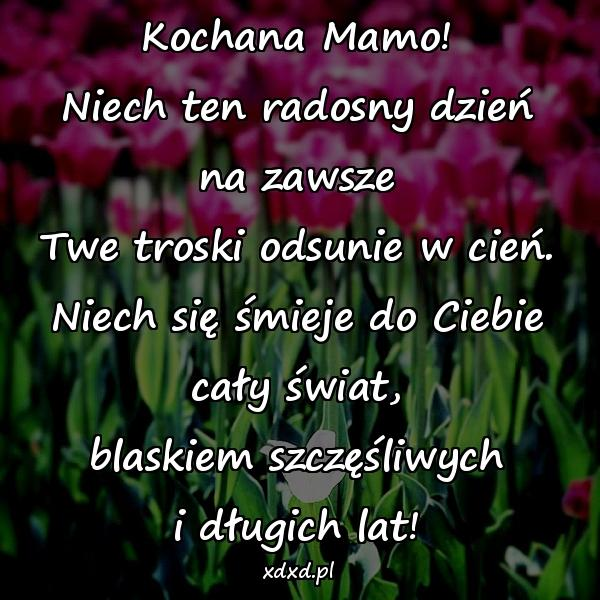 Kochana Mamo!
Niech ten radosny dzień
na zawsze
Twe troski odsunie w cień.
Niech się śmieje do Ciebie
cały świat,
blaskiem szczęśliwych
i długich lat!
xdxd.pl